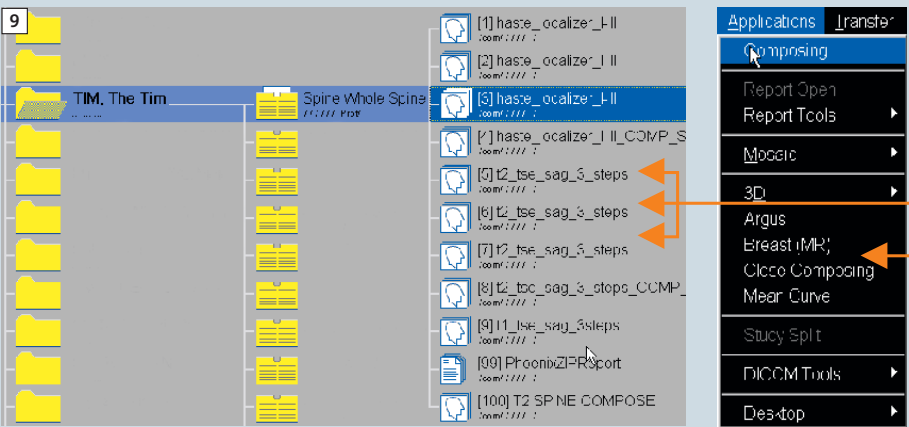 9
TIM, The Tim
Spine Whole Spine
[1] haste_localizer_HII
[2] haste_localizer_HII
[3] haste_localizer_HII
[4] haste_localizer_HII_COMP_S
[5] t2_tse_sag_3_steps
[6] t2_tse_sag_3_steps
[7] t2_tse_sag_3_steps
[8] t2_tse_sag_3_steps_COMP_
[9] t1_tse_sag_3steps
[99] PhoenixZIPReport
[100] T2 SPINE COMPOSE
Applications Transfer
Composing
Report Open
Report Tools
Mosaic
3D
Argus
Breast (MR)
Close Composing
Mean Curve
Study Split
DICOM Tools
Desktop